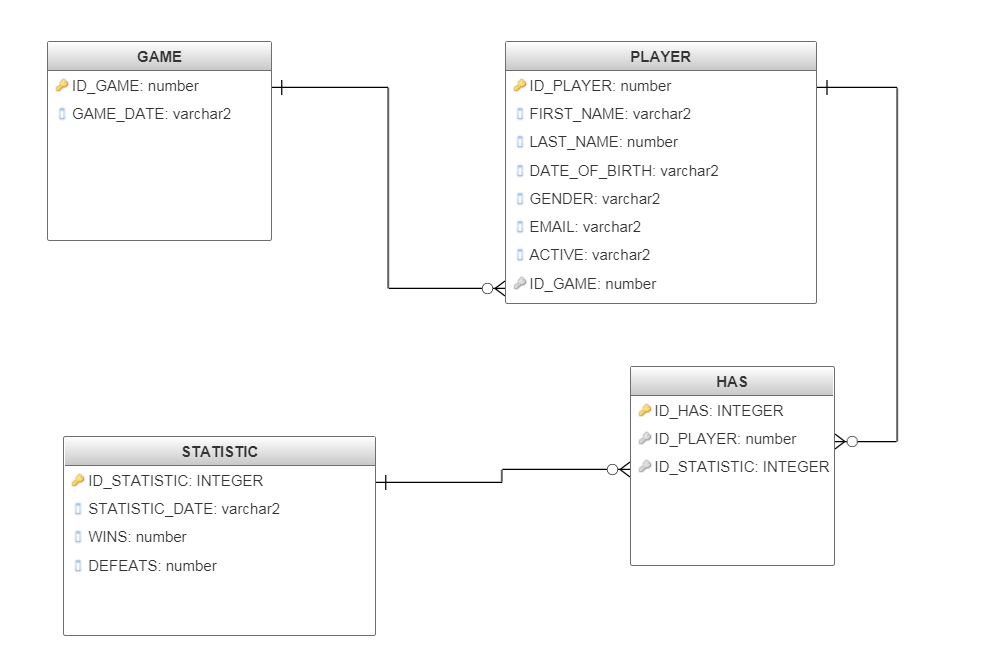 GAME
ID_GAME: number
GAME_DATE: varchar2
PLAYER
ID_PLAYER: number
FIRST_NAME: varchar2
LAST_NAME: number
DATE_OF_BIRTH: varchar2
GENDER: varchar2
EMAIL: varchar2
ACTIVE: varchar2
ID_GAME: number
HAS
ID_HAS: INTEGER
ID_PLAYER: number
ID_STATISTIC: INTEGER
STATISTIC
ID_STATISTIC: INTEGER
STATISTIC_DATE: varchar2
WINS: number
DEFEATS: number